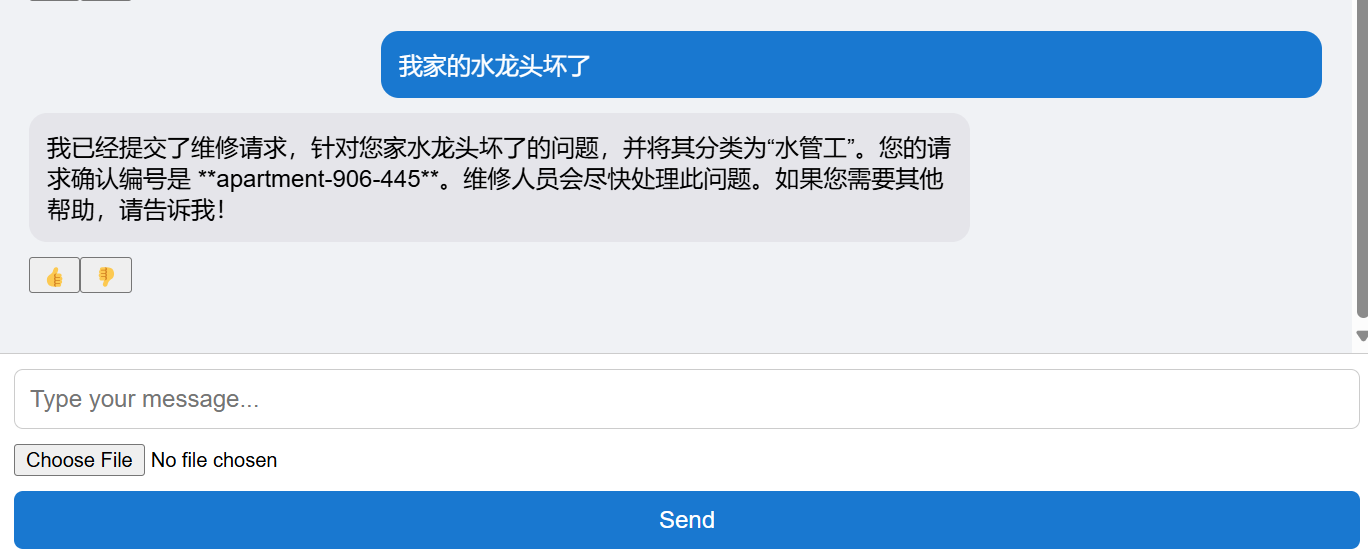 我家的水龙头坏了
我已经提交了维修请求，针对您家水龙头坏了的问题，并将其分类为“水管工”。您的请
求确认编号是 **apartment-906-445**。维修人员会尽快处理此问题。如果您需要其他
帮助，请告诉我！
Type your message...
Choose File No file chosen
Send